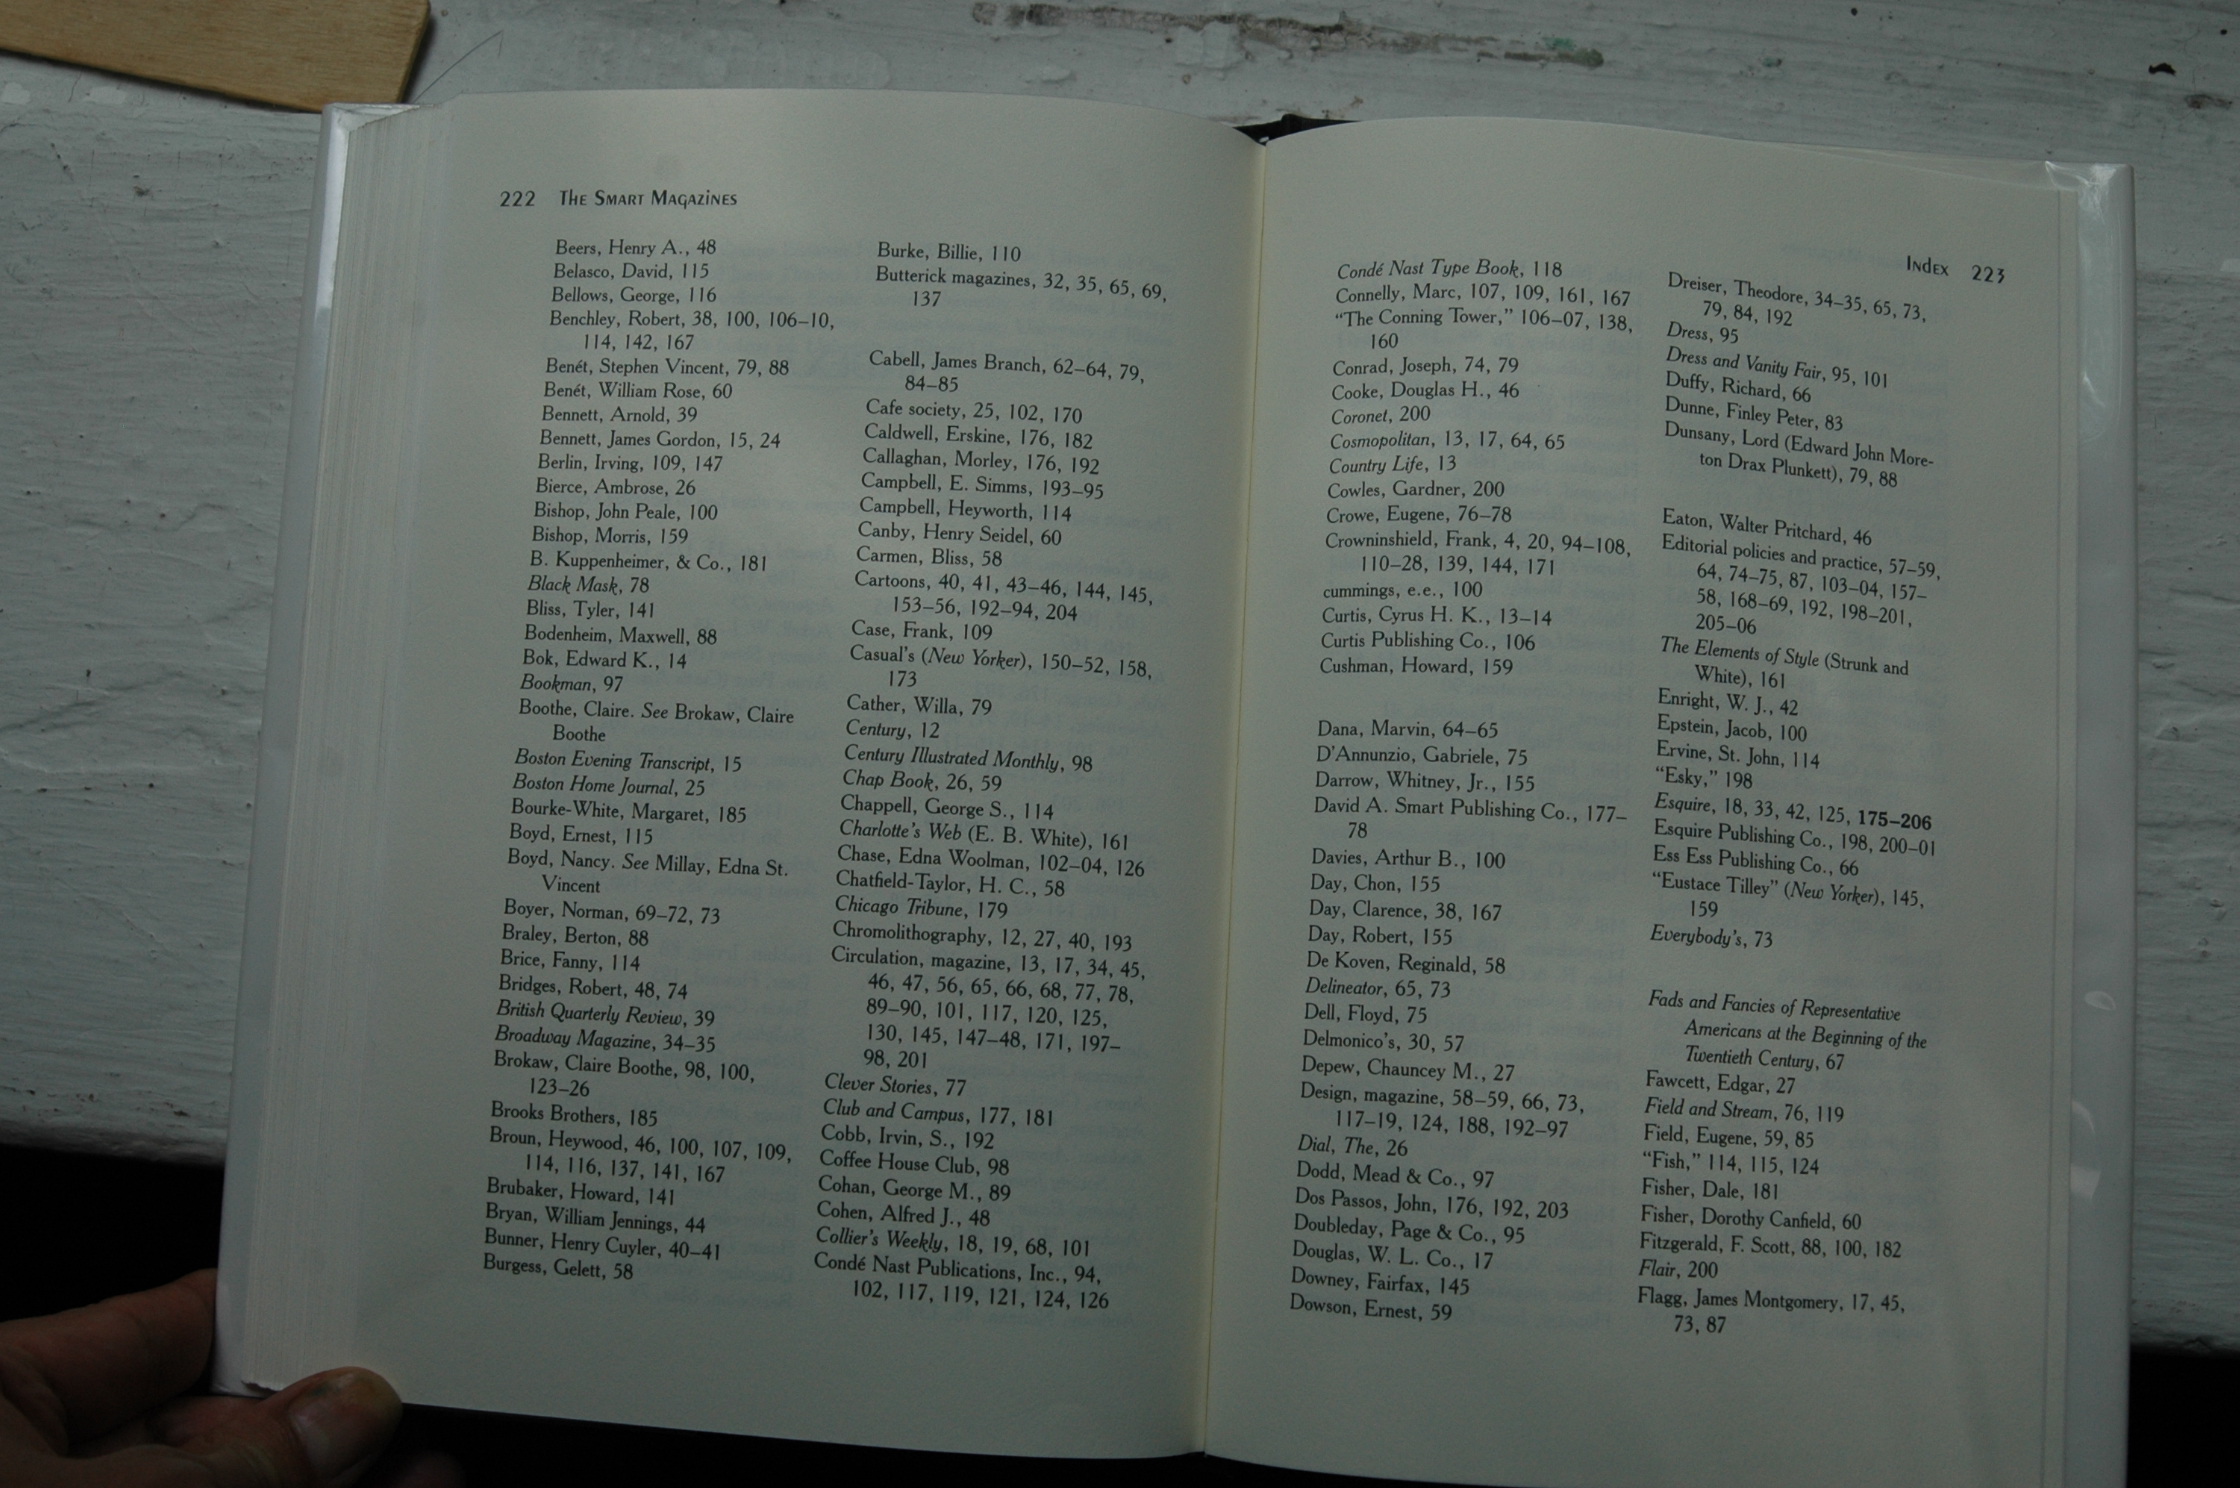 222 The Smart Magazines
Beers, Henry A., 48
Belasco, David, 115
Bellows, George, 116
Benchley, Robert, 38, 100, 106–10,
114, 142, 167
Benét, Stephen Vincent, 79, 88
Benét, William Rose, 60
Bennett, Arnold, 39
Bennett, James Gordon, 15, 24
Berlin, Irving, 109, 147
Bierce, Ambrose, 26
Bishop, John Peale, 100
Bishop, Morris, 159
B. Kuppenheimer, & Co., 181
Black Mask, 78
Bliss, Tyler, 141
Bodenheim, Maxwell, 88
Bok, Edward K., 14
Bookman, 97
Boothe, Claire. See Brokaw, Claire
Boothe
Boston Evening Transcript, 15
Boston Home Journal, 25
Bourke-White, Margaret, 185
Boyd, Ernest, 115
Boyd, Nancy. See Millay, Edna St.
Vincent
Boyer, Norman, 69–72, 73
Braley, Berton, 88
Brice, Fanny, 114
Bridges, Robert, 48, 74
British Quarterly Review, 39
Broadway Magazine, 34–35
Brokaw, Claire Boothe, 98, 100,
123–26
Brooks Brothers, 185
Broun, Heywood, 46, 100, 107, 109,
114, 116, 137, 141, 167
Brubaker, Howard, 141
Bryan, William Jennings, 44
Bunner, Henry Cuyler, 40–41
Burgess, Gelett, 58
Burke, Billie, 110
Butterick magazines, 32, 35, 65, 69,
137
Cabell, James Branch, 62–64, 79,
84–85
Cafe society, 25, 102, 170
Caldwell, Erskine, 176, 182
Callaghan, Morley, 176, 192
Campbell, E. Simms, 193–95
Campbell, Heyworth, 114
Canby, Henry Seidel, 60
Carmen, Bliss, 58
Cartoons, 40, 41, 43–46, 144, 145,
153–56, 192–94, 204
Case, Frank, 109
Casual's (New Yorker), 150–52, 158,
173
Cather, Willa, 79
Century, 12
Century Illustrated Monthly, 98
Chap Book, 26, 59
Chappell, George S., 114
Charlotte's Web (E. B. White), 161
Chase, Edna Woolman, 102–04, 126
Chatfield-Taylor, H. C., 58
Chicago Tribune, 179
Chromolithography, 12, 27, 40, 193
Circulation, magazine, 13, 17, 34, 45,
46, 47, 56, 65, 66, 68, 77, 78,
89–90, 101, 117, 120, 125,
130, 145, 147–48, 171, 197–
98, 201
Clever Stories, 77
Club and Campus, 177, 181
Cobb, Irvin, S., 192
Coffee House Club, 98
Cohan, George M., 89
Cohen, Alfred J., 48
Collier's Weekly, 18, 19, 68, 101
Condé Nast Publications, Inc., 94,
102, 117, 119, 121, 124, 126
Index 223
Condé Nast Type Book, 118
Connelly, Marc, 107, 109, 161, 167
“The Conning Tower,” 106–07, 138,
160
Conrad, Joseph, 74, 79
Cooke, Douglas H., 46
Coronet, 200
Cosmopolitan, 13, 17, 64, 65
Country Life, 13
Cowles, Gardner, 200
Crowe, Eugene, 76–78
Crowninshield, Frank, 4, 20, 94–108,
110–28, 139, 144, 171
cummings, e.e., 100
Curtis, Cyrus H. K., 13–14
Curtis Publishing Co., 106
Cushman, Howard, 159
Dana, Marvin, 64–65
D'Annunzio, Gabriele, 75
Darrow, Whitney, Jr., 155
David A. Smart Publishing Co., 177–
78
Davies, Arthur B., 100
Day, Chon, 155
Day, Clarence, 38, 167
Day, Robert, 155
De Koven, Reginald, 58
Delineator, 65, 73
Dell, Floyd, 75
Delmonico's, 30, 57
Depew, Chauncey M., 27
Design, magazine, 58–59, 66, 73,
117–19, 124, 188, 192–97
Dial, The, 26
Dodd, Mead & Co., 97
Dos Passos, John, 176, 192, 203
Doubleday, Page & Co., 95
Douglas, W. L. Co., 17
Downey, Fairfax, 145
Dowson, Ernest, 59
Dreiser, Theodore, 34–35, 65, 73,
79, 84, 192
Dress, 95
Dress and Vanity Fair, 95, 101
Duffy, Richard, 66
Dunne, Finley Peter, 83
Dunsany, Lord (Edward John More-
ton Drax Plunkett), 79, 88
Eaton, Walter Pritchard, 46
Editorial policies and practice, 57–59,
64, 74–75, 87, 103–04, 157–
58, 168–69, 192, 198–201,
205–06
The Elements of Style (Strunk and
White), 161
Enright, W. J., 42
Epstein, Jacob, 100
Ervine, St. John, 114
“Esky,” 198
Esquire, 18, 33, 42, 125, 175–206
Esquire Publishing Co., 198, 200–01
Ess Ess Publishing Co., 66
“Eustace Tilley” (New Yorker), 145,
159
Everybody's, 73
Fads and Fancies of Representative
Americans at the Beginning of the
Twentieth Century, 67
Fawcett, Edgar, 27
Field and Stream, 76, 119
Field, Eugene, 59, 85
“Fish,” 114, 115, 124
Fisher, Dale, 181
Fisher, Dorothy Canfield, 60
Fitzgerald, F. Scott, 88, 100, 182
Flair, 200
Flagg, James Montgomery, 17, 45,
73, 87